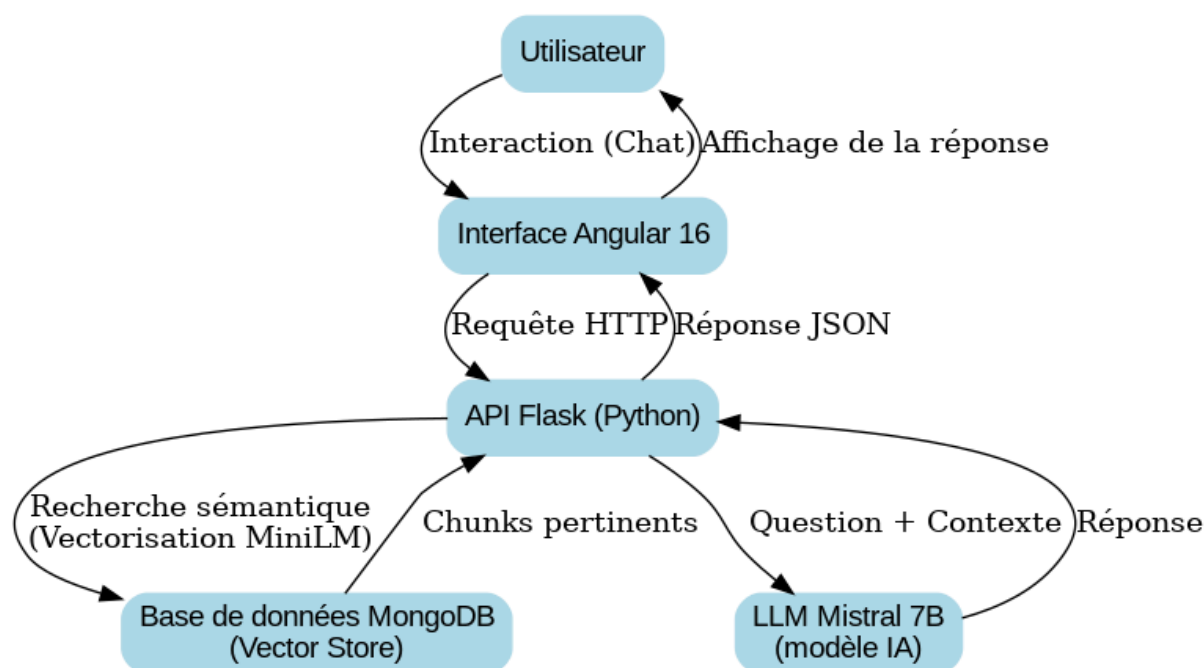 Utilisateur
Interaction (Chat)
Affichage de la réponse
Interface Angular 16
Requête HTTP
Réponse JSON
API Flask (Python)
Recherche sémantique
(Vectorisation MiniLM)
Chunks pertinents
Question + Contexte
Réponse
Base de données MongoDB
(Vector Store)
LLM Mistral 7B
(modèle IA)